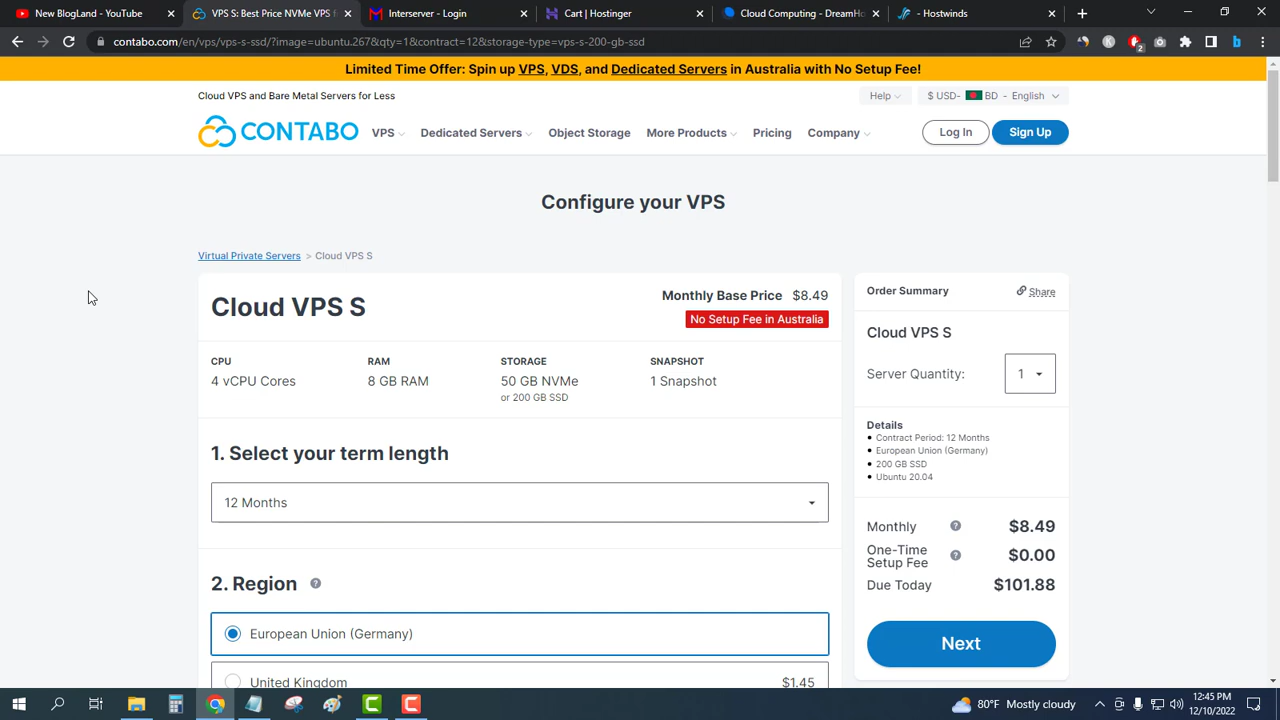 New BlogLand - YouTube
VPS S: Best Price NVMe VPS f
Interserver - Login
Cart | Hostinger
Cloud Computing - DreamHo
- Hostwinds
contabo.com/en/vps/vps-s-ssd/?image=ubuntu.267&qty=1&contract=12&storage-type=vps-s-200-gb-ssd
2
Limited Time Offer: Spin up VPS, VDS, and Dedicated Servers in Australia with No Setup Fee!
Cloud VPS and Bare Metal Servers for Less
Help
$ USD- BD - English
CONTABO
VPS
Dedicated Servers
Object Storage
More Products
Pricing
Company
Log In
Sign Up
Configure your VPS
Virtual Private Servers > Cloud VPS S
Cloud VPS S
Monthly Base Price $8.49
No Setup Fee in Australia
CPU
4 vCPU Cores
RAM
8 GB RAM
STORAGE
50 GB NVMe
or 200 GB SSD
SNAPSHOT
1 Snapshot
1. Select your term length
12 Months
2. Region ?
European Union (Germany)
United Kingdom $1.45
Order Summary
Share
Cloud VPS S
Server Quantity: 1
Details
• Contract Period: 12 Months
• European Union (Germany)
• 200 GB SSD
• Ubuntu 20.04
Monthly ? $8.49
One-Time
Setup Fee ? $0.00
Due Today $101.88
Next
80°F Mostly cloudy
12:45 PM
12/10/2022